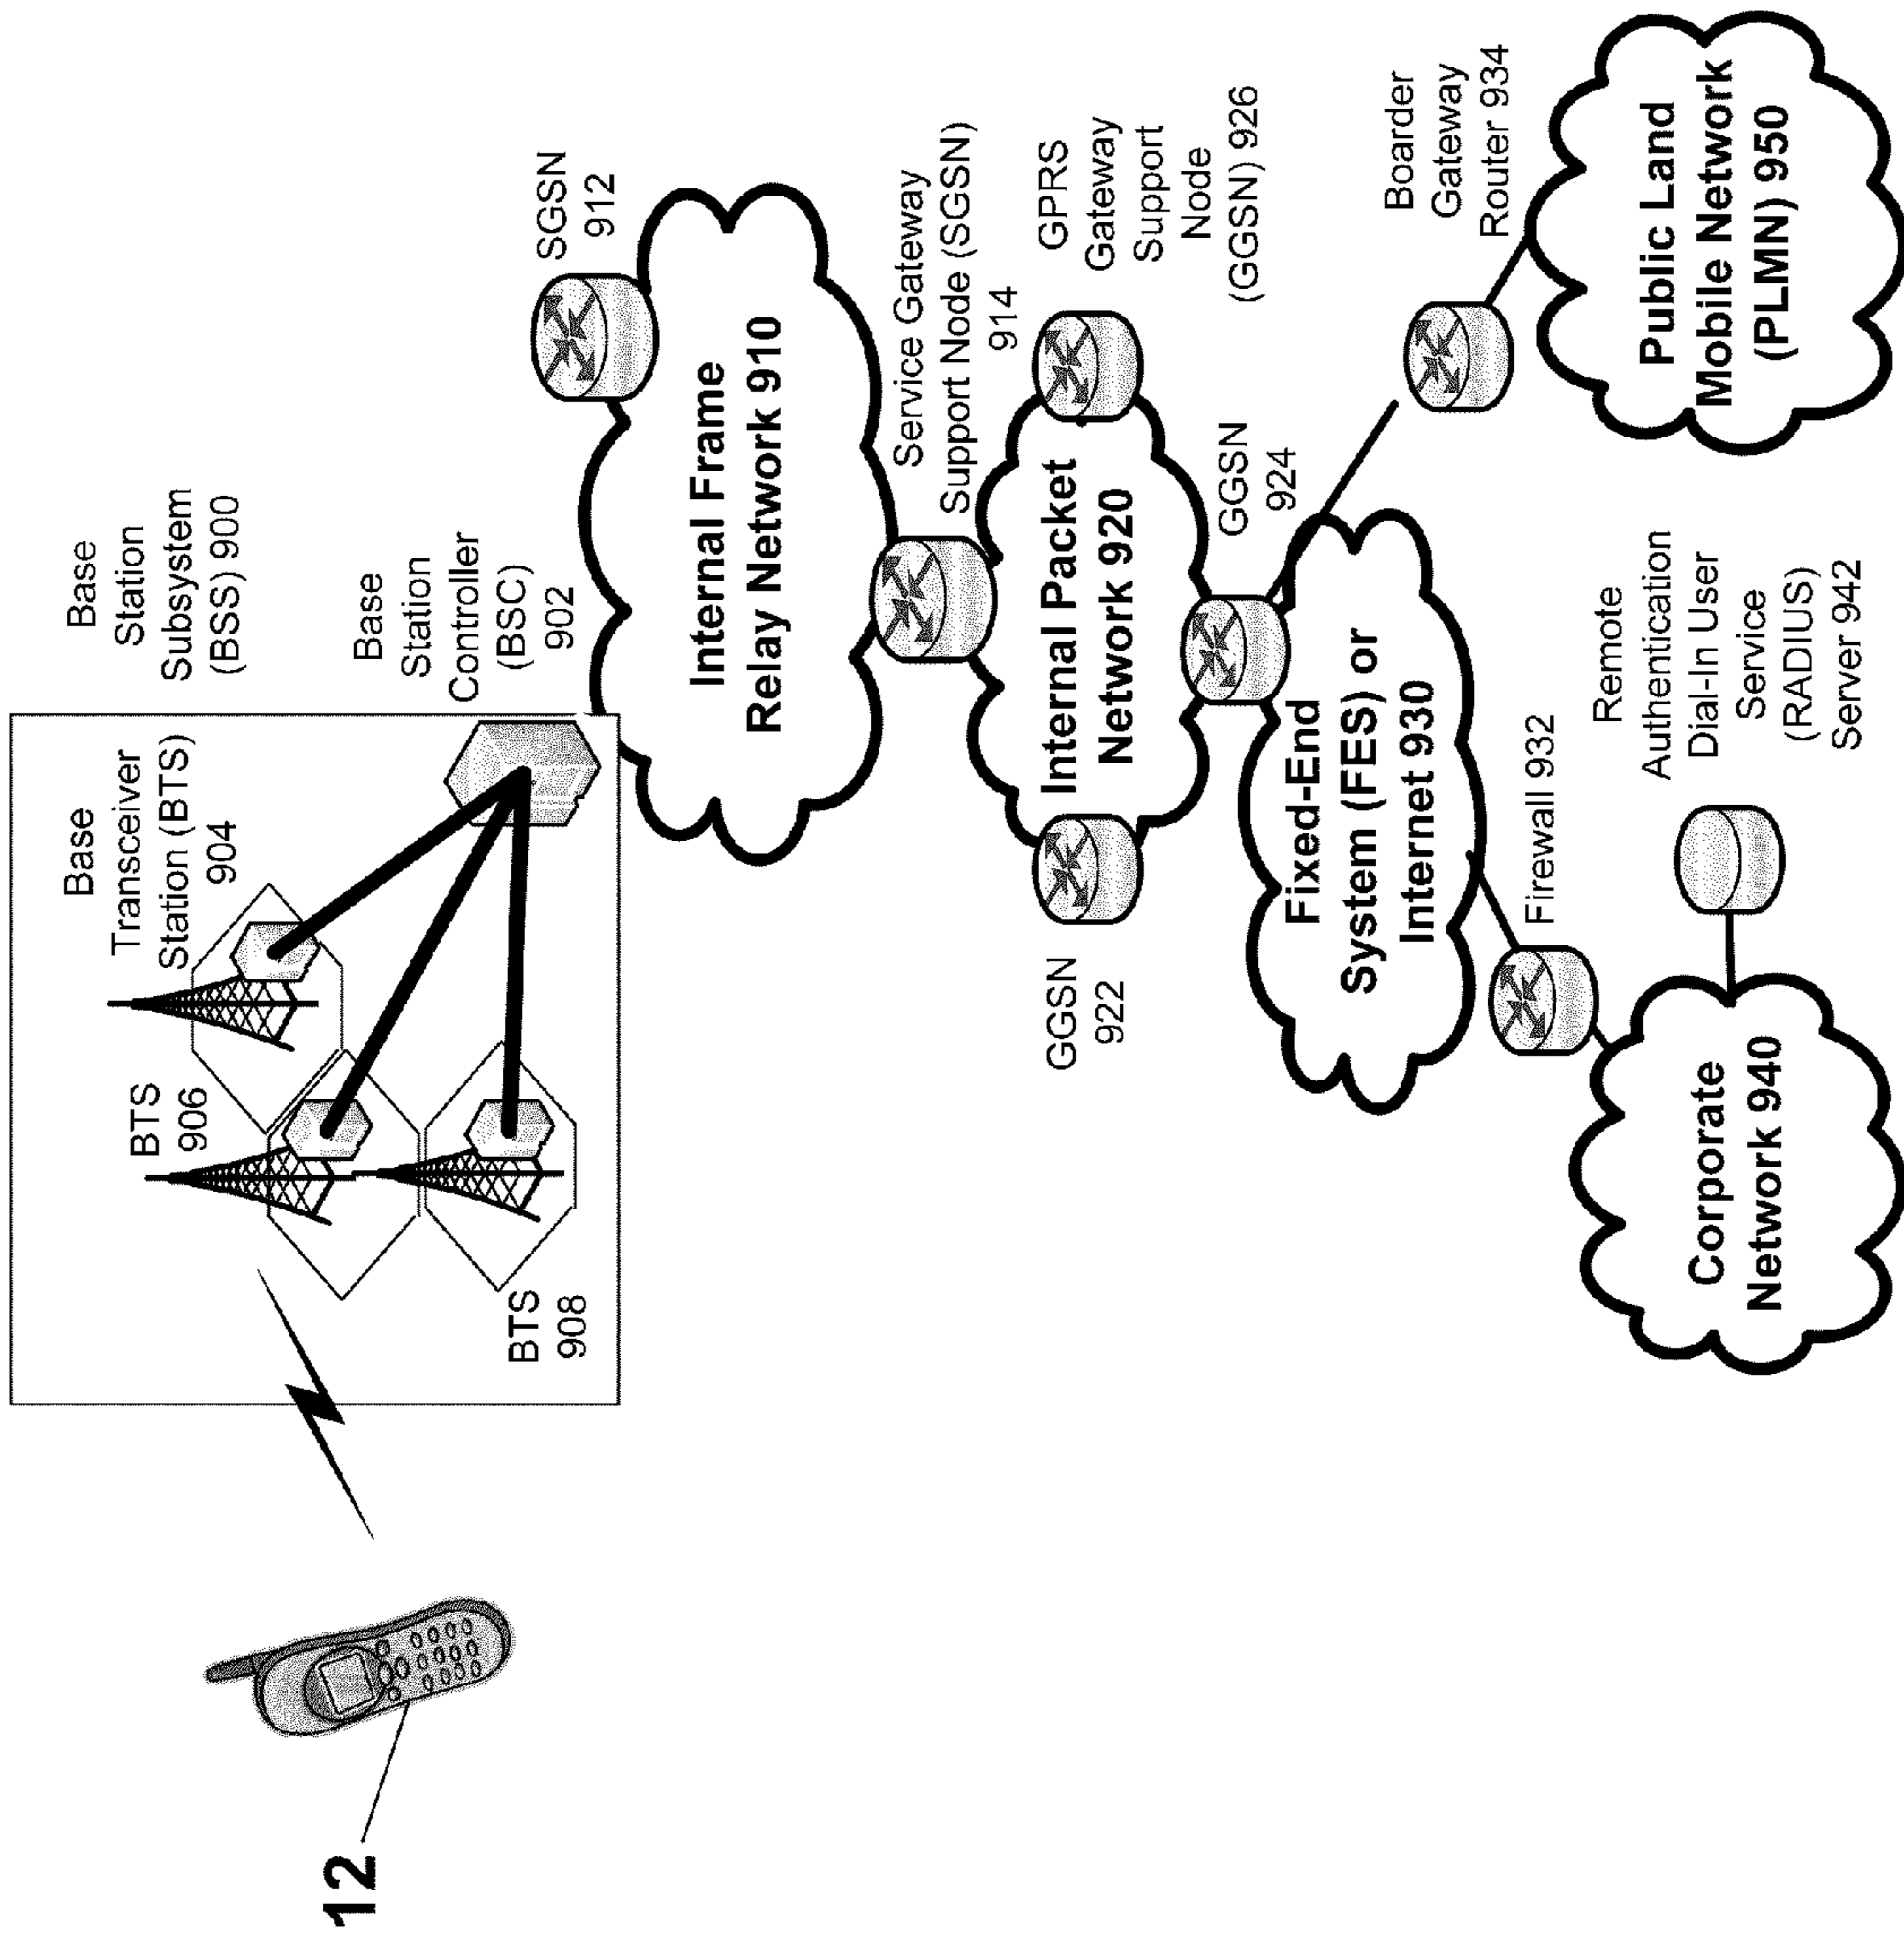 Base
Station
Subsystem
(BSS) 900
Base
Transceiver
Station (BTS)
904
BTS
906
BTS
908
Base
Station
Controller
(BSC)
902
12
SGSN
912
Internal Frame
Relay Network 910
Service Gateway
Support Node (SGSN)
914
GPRS
Gateway
Support
Node
(GGSN) 926
Internal Packet
Network 920
GGSN
922
GGSN
924
Fixed-End
System (FES) or
Internet 930
Boarder
Gateway
Router 934
Public Land
Mobile Network
(PLMN) 950
Firewall 932
Remote
Authentication
Dial-In User
Service
(RADIUS)
Server 942
Corporate
Network 940